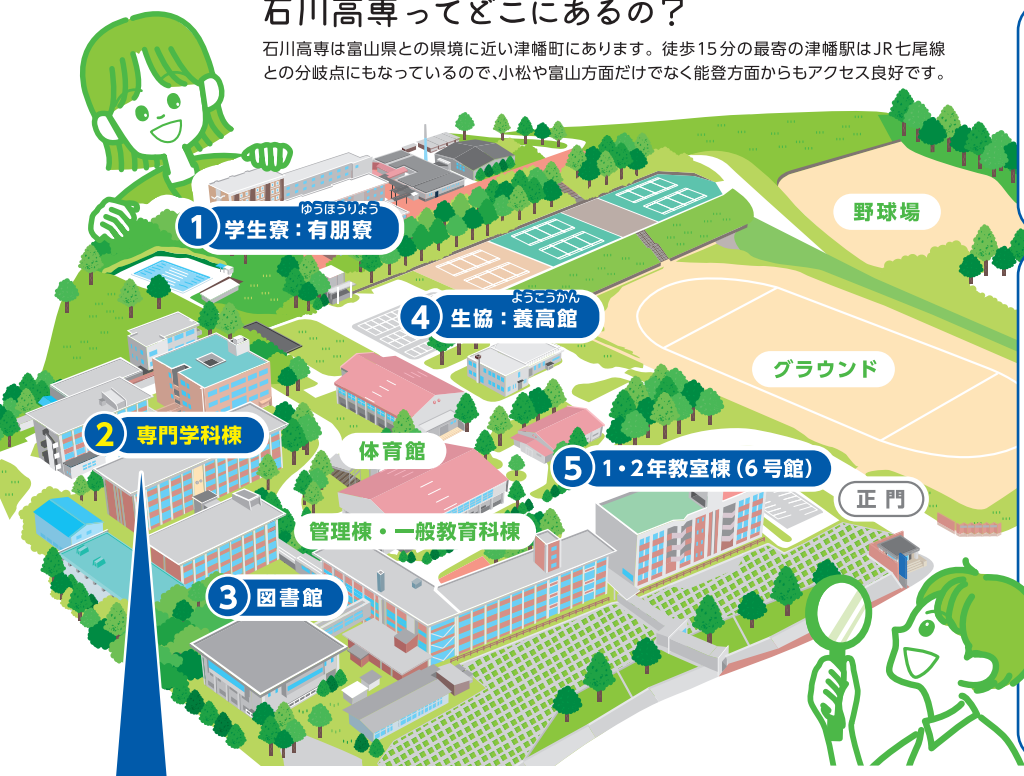 石川高専ってどこにあるの？
石川高専は富山県との県境に近い津幡町にあります。徒歩15分の最寄の津幡駅はJR七尾線
との分岐点にもなっているので、小松や富山方面だけでなく能登方面からもアクセス良好です。
野球場
ゆうほうりょう
1 学生寮：有朋寮
ようこうかん
4 生協：養高館
グラウンド
2 専門学科棟
体育館
5 1・2年教室棟（6号館）
正門
管理棟・一般教育科棟
3 図書館